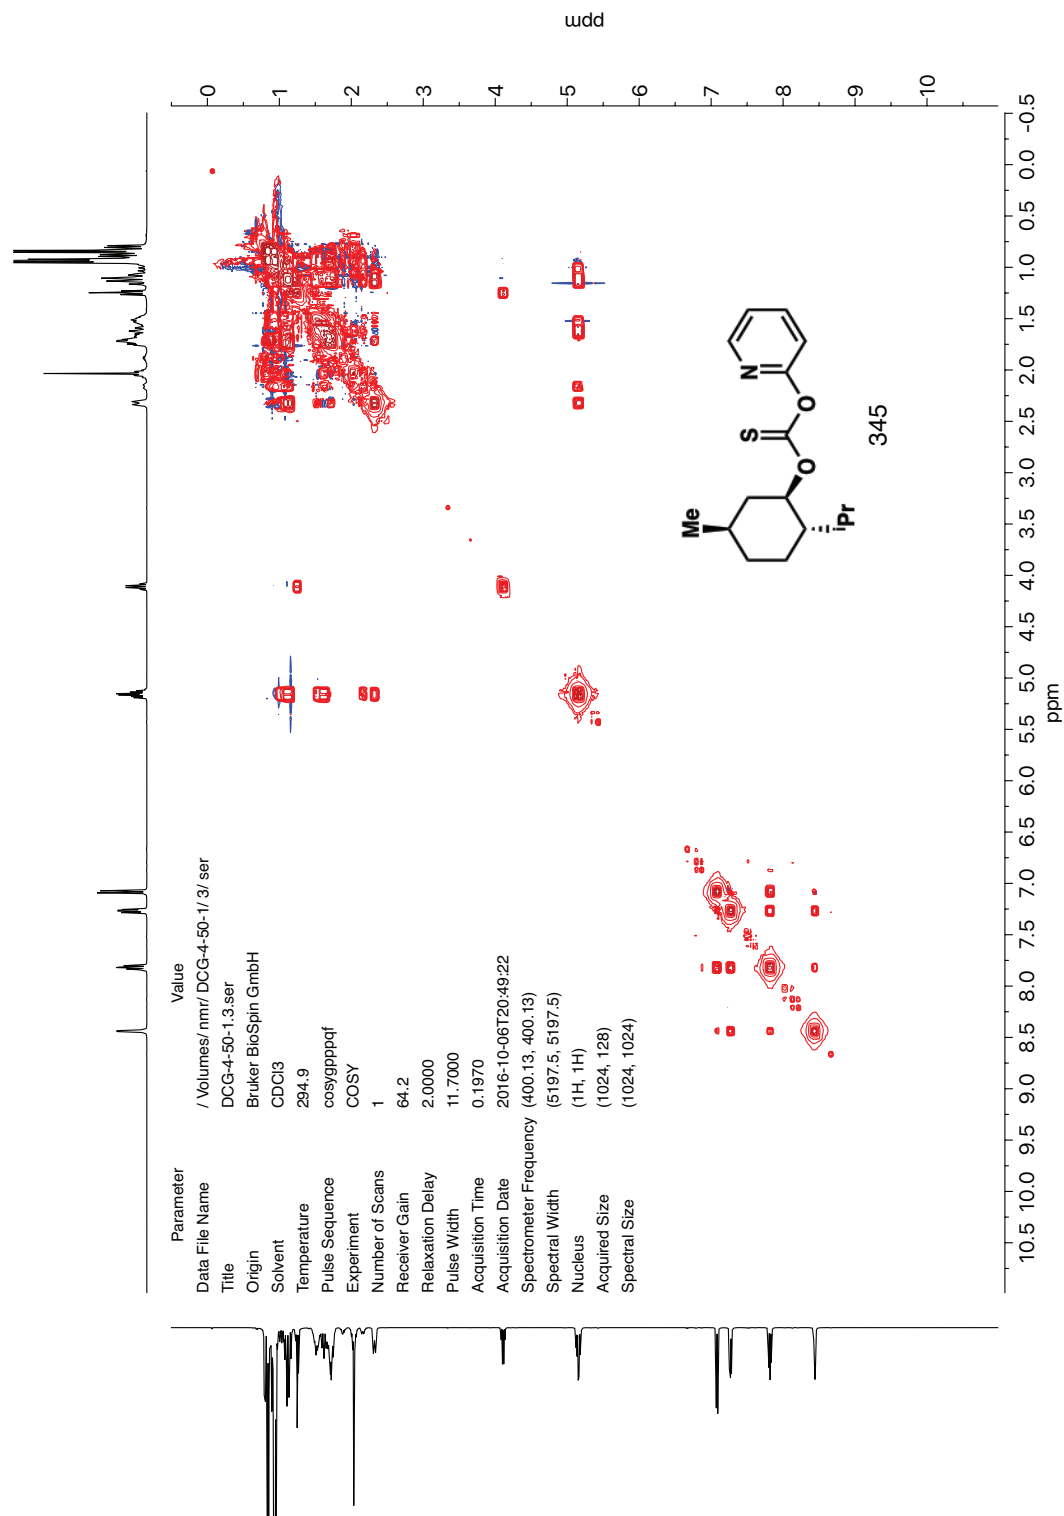 Parameter Value
Data File Name / Volumes/ nmr/ DCG-4-50-1/ 3/ ser
Title DCG-4-50-1.3.ser
Origin Bruker BioSpin GmbH
Solvent CDCl3
Temperature 294.9
Pulse Sequence cosygpppqf
Experiment COSY
Number of Scans 1
Receiver Gain 64.2
Relaxation Delay 2.0000
Pulse Width 11.7000
Acquisition Time 0.1970
Acquisition Date 2016-10-06T20:49:22
Spectrometer Frequency (400.13, 400.13)
Spectral Width (5197.5, 5197.5)
Nucleus (1H, 1H)
Acquired Size (1024, 128)
Spectral Size (1024, 1024)
Me
iPr
O
S
O
N
345
0
1
2
3
4
5
6
7
8
9
10
ppm
10.5 10.0 9.5 9.0 8.5 8.0 7.5 7.0 6.5 6.0 5.5 5.0 4.5 4.0 3.5 3.0 2.5 2.0 1.5 1.0 0.5 0.0 -0.5
ppm